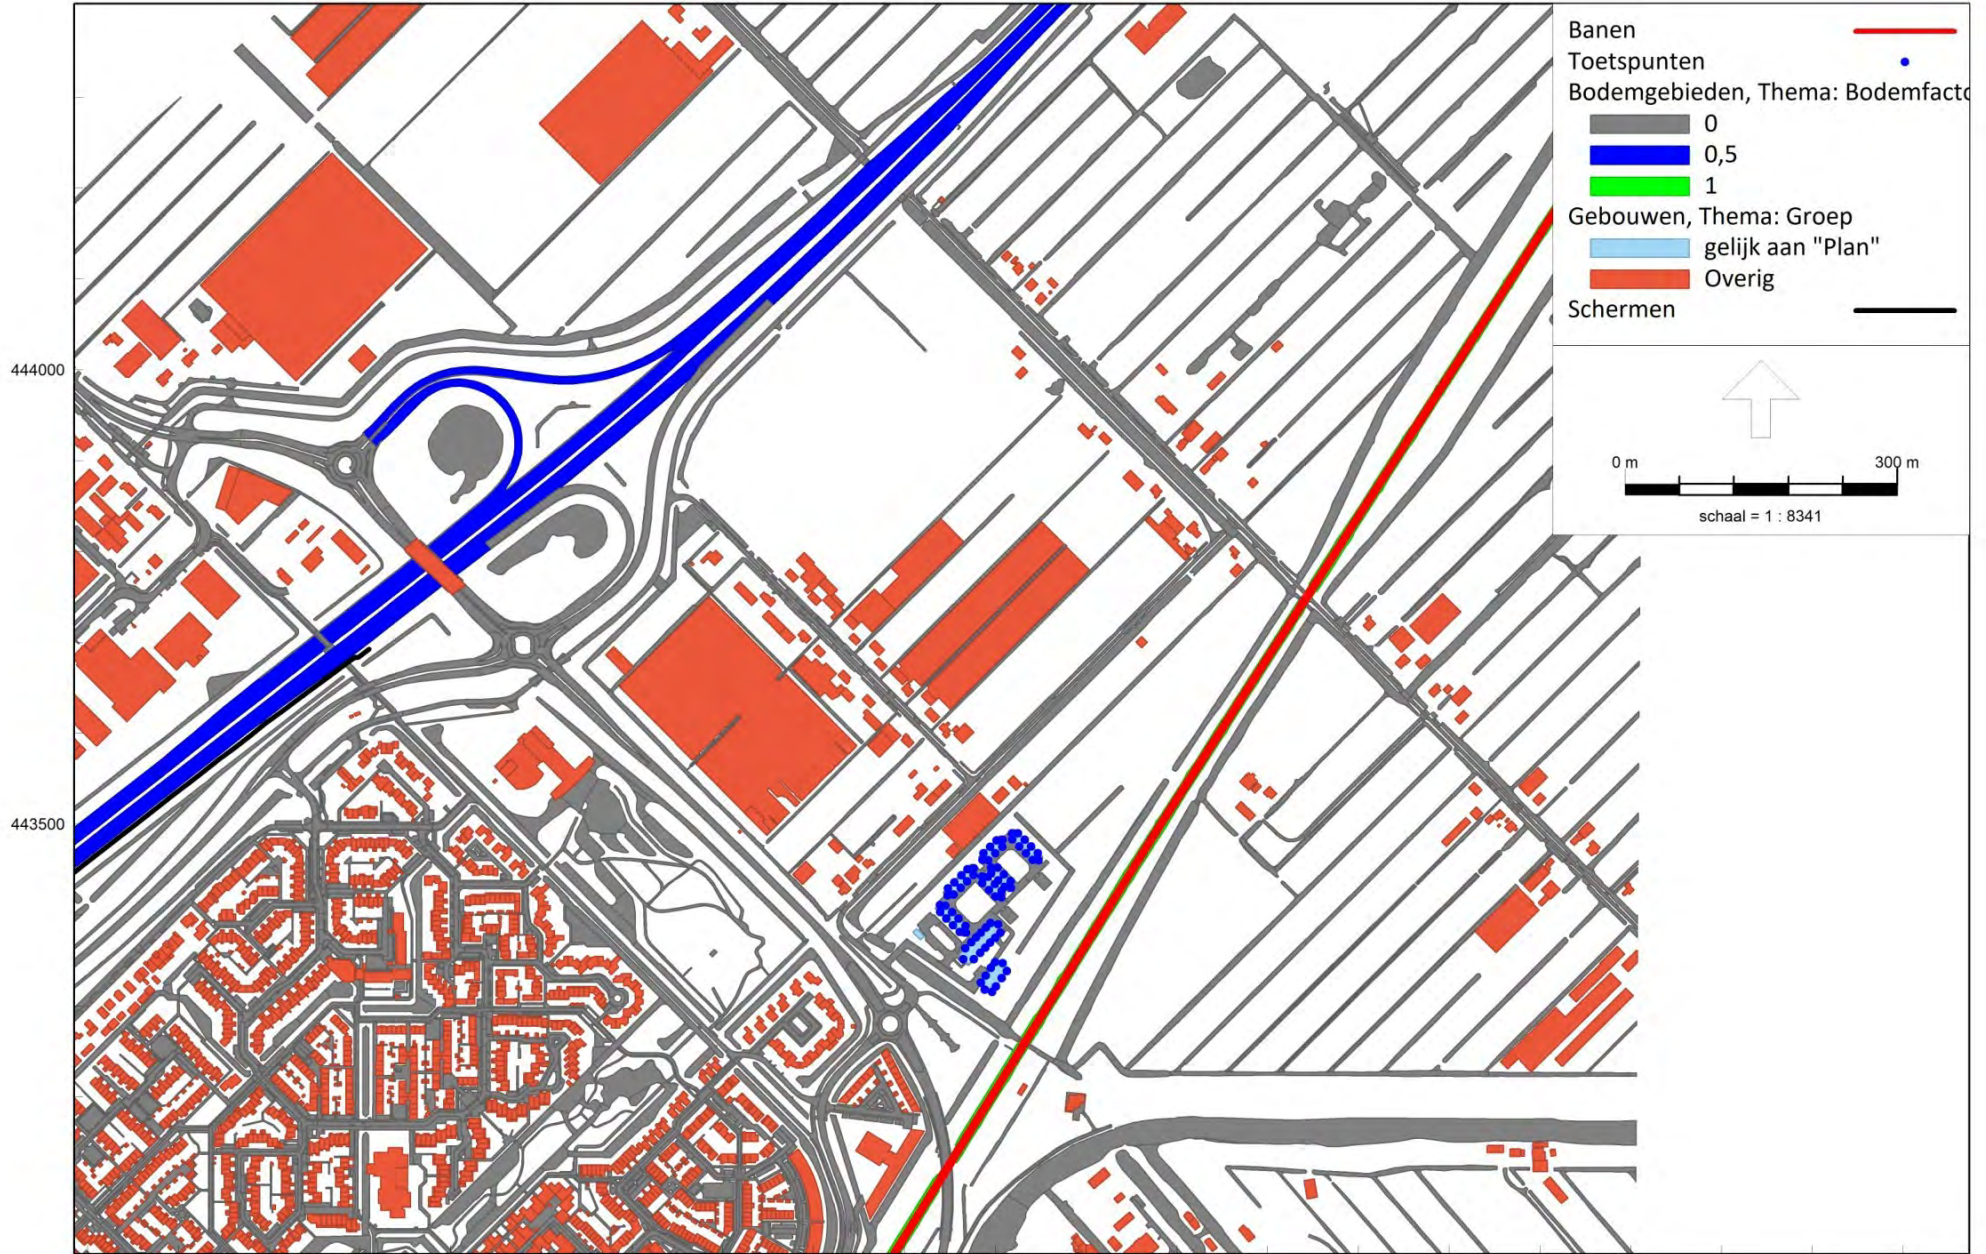 Banen
Toetspunten
Bodemgebieden, Thema: Bodemfacto
0
0,5
1
Gebouwen, Thema: Groep
gelijk aan "Plan"
Overig
Schermen
444000
0 m 300 m
schaal = 1 : 8341
443500